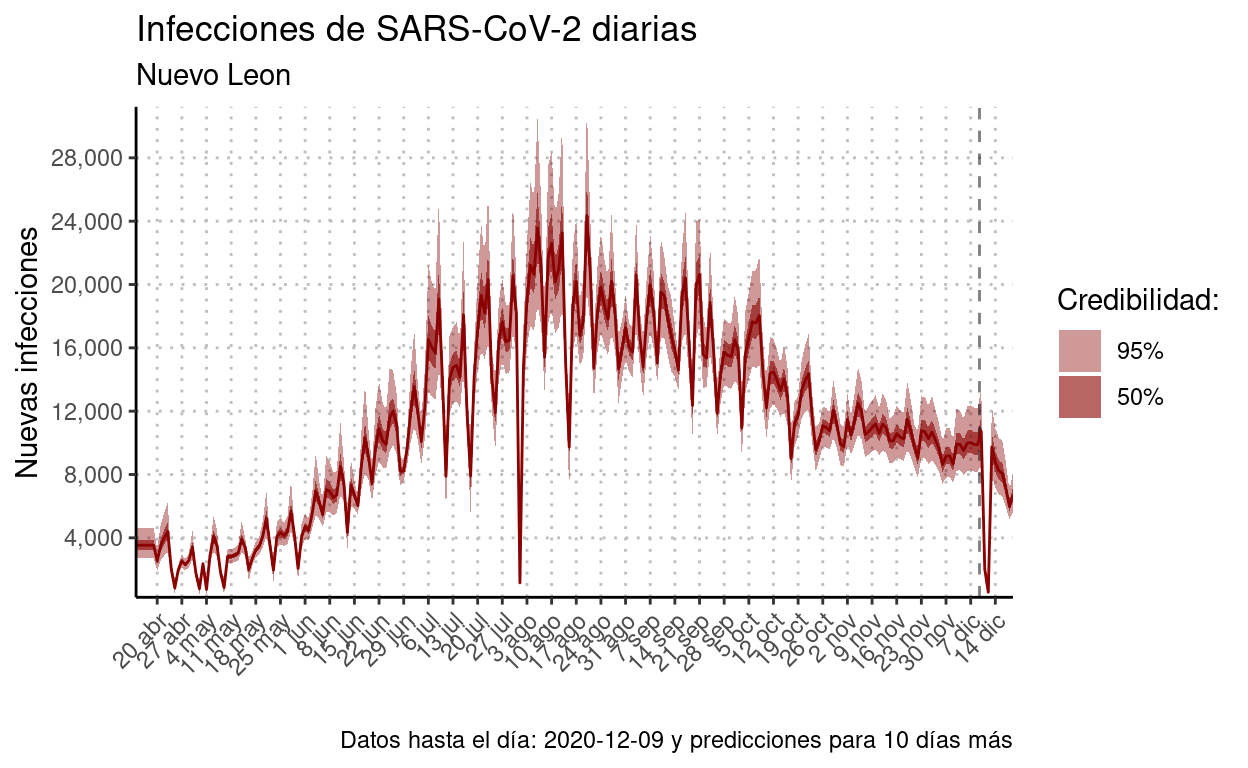 Infecciones de SARS-CoV-2 diarias
Nuevo Leon
Nuevas infecciones
28,000
24,000
20,000
16,000
12,000
8,000
4,000
20 abr
27 abr
4 may
11 may
18 may
25 may
1 jun
8 jun
15 jun
22 jun
29 jun
6 jul
13 jul
20 jul
27 jul
3 ago
10 ago
17 ago
24 ago
31 ago
7 sep
14 sep
21 sep
28 sep
5 oct
12 oct
19 oct
26 oct
2 nov
9 nov
16 nov
23 nov
30 nov
7 dic
14 dic
Credibilidad:
95%
50%
Datos hasta el día: 2020-12-09 y predicciones para 10 días más